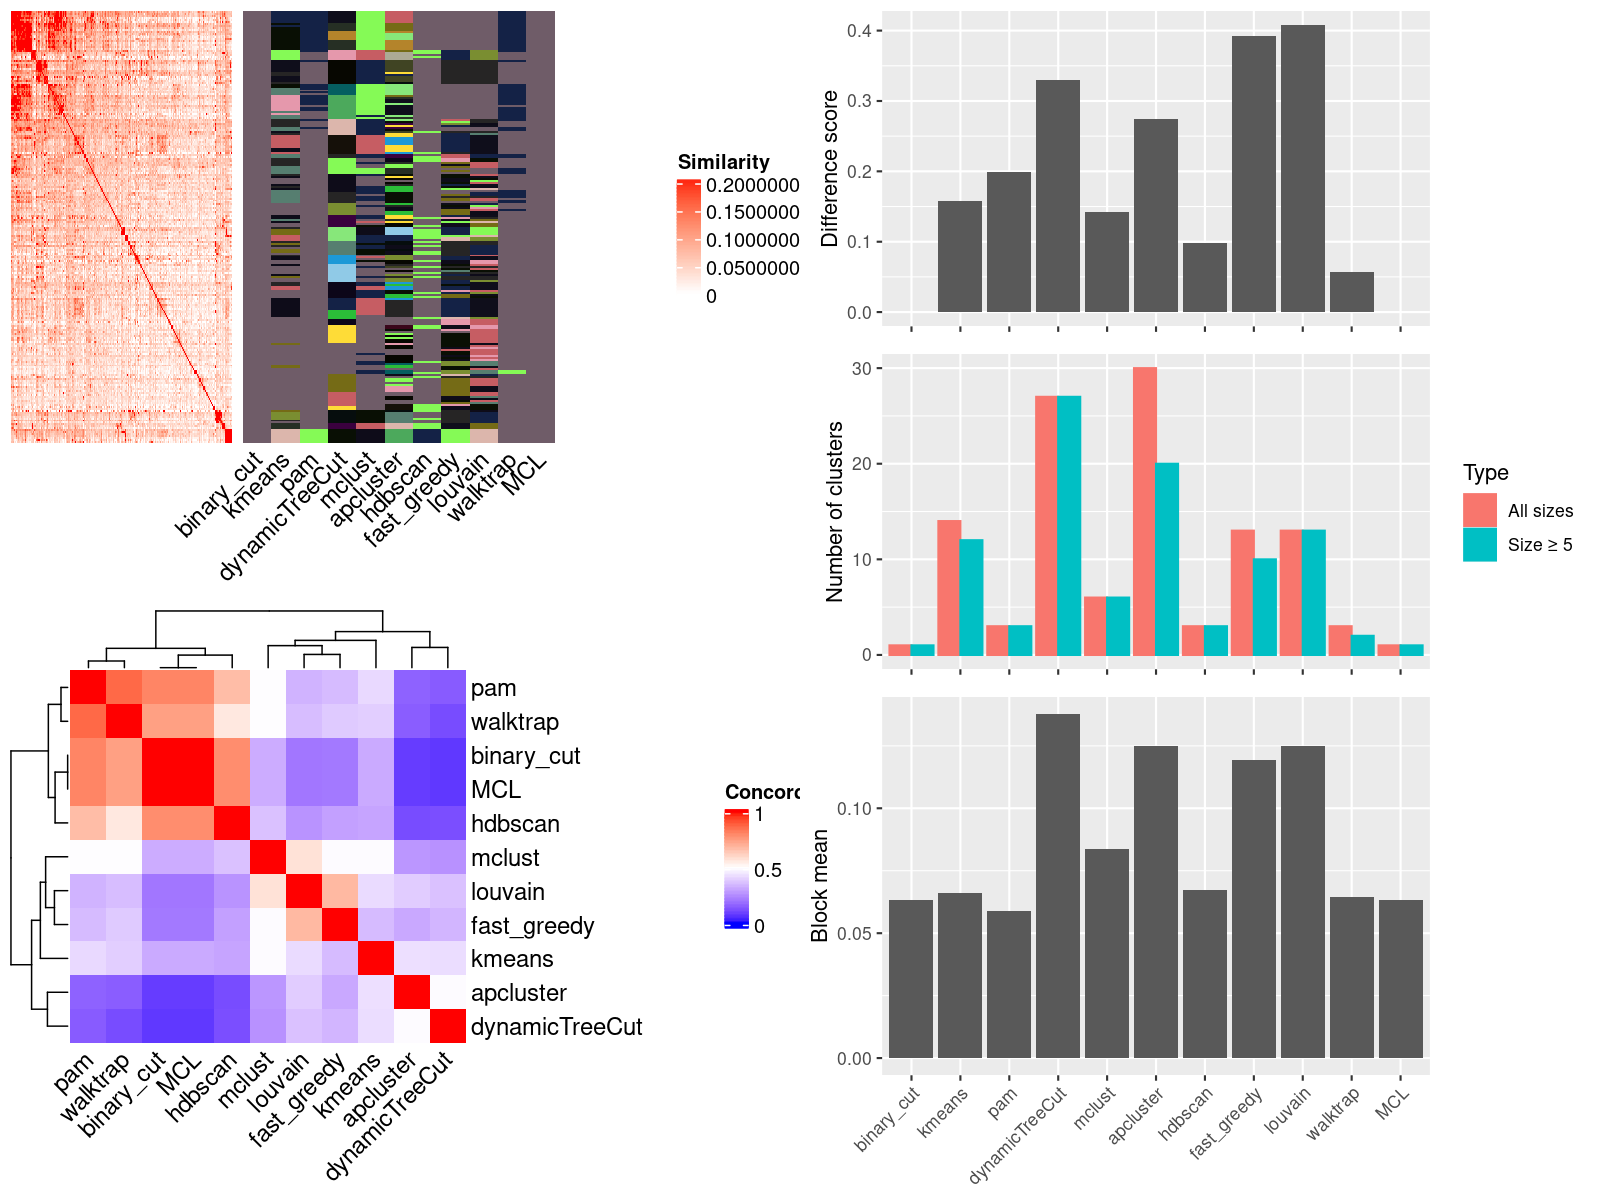 Similarity
0.2000000
0.1500000
0.1000000
0.0500000
0
binary_cut
kmeans
pam
dynamicTreeCut
mclust
apcluster
hdbscan
fast_greedy
louvain
walktrap
MCL
Difference score
0.4
0.3
0.2
0.1
0.0
Number of clusters
30
20
10
0
Type
All sizes
Size ≥ 5
pam
walktrap
binary_cut
MCL
hdbscan
mclust
louvain
fast_greedy
kmeans
apcluster
dynamicTreeCut
pam
walktrap
binary_cut
MCL
hdbscan
mclust
louvain
fast_greedy
kmeans
apcluster
dynamicTreeCut
Concorc
1
0.5
0
Block mean
0.10
0.05
0.00
binary_cut
kmeans
pam
dynamicTreeCut
mclust
apcluster
hdbscan
fast_greedy
louvain
walktrap
MCL